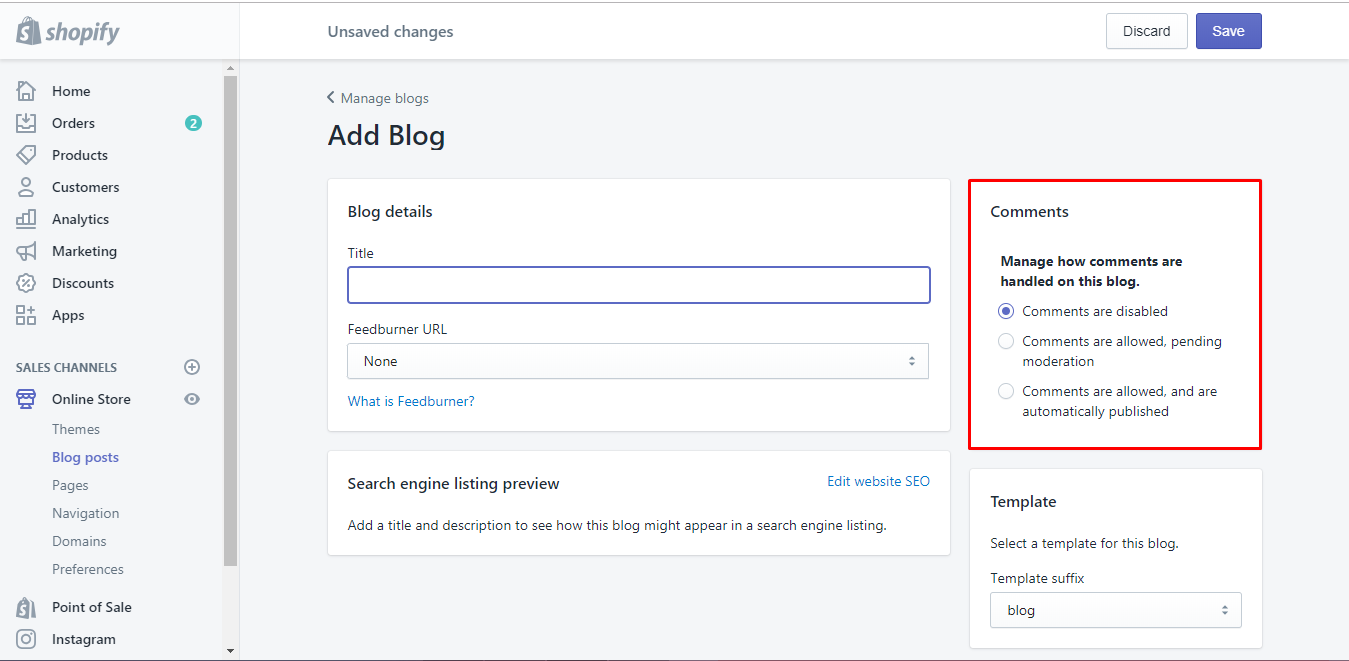 shopify
Unsaved changes
Discard
Save
Home
Orders
2
Products
Customers
Analytics
Marketing
Discounts
Apps
SALES CHANNELS
Online Store
Themes
Blog posts
Pages
Navigation
Domains
Preferences
Point of Sale
Instagram
Manage blogs
Add Blog
Blog details
Title
Feedburner URL
None
What is Feedburner?
Search engine listing preview
Edit website SEO
Add a title and description to see how this blog might appear in a search engine listing.
Comments
Manage how comments are
handled on this blog.
Comments are disabled
Comments are allowed, pending
moderation
Comments are allowed, and are
automatically published
Template
Select a template for this blog.
Template suffix
blog